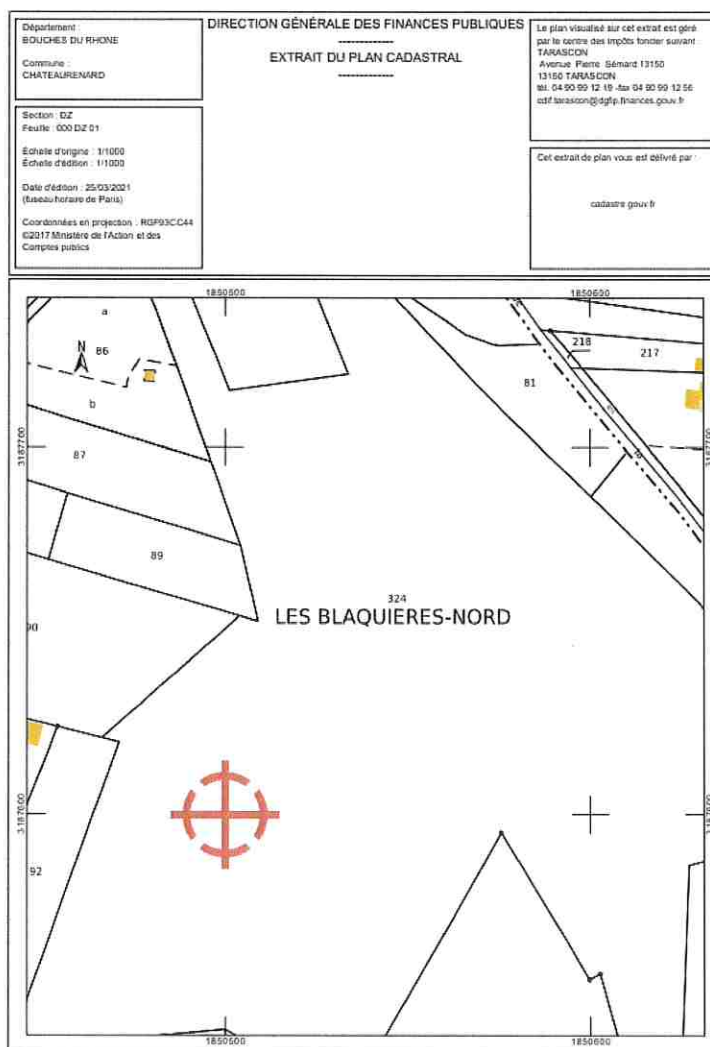 Département :
BOUCHES DU RHONE
Commune :
CHATEAURENARD
Section : DZ
Feuille : 000 DZ 01
Échelle d'origine : 1/1000
Échelle d'édition : 1/1000
Date d'édition : 25/03/2021
(fuseau horaire de Paris)
Coordonnées en projection : RGF93CC44
©2017 Ministère de l'Action et des
Comptes publics
DIRECTION GÉNÉRALE DES FINANCES PUBLIQUES
-------------
EXTRAIT DU PLAN CADASTRAL
-------------
Le plan visualisé sur cet extrait est géré
par le centre des impôts foncier suivant :
TARASCON
Avenue Pierre Sémard 13150
13150 TARASCON
tél. 04 90 99 12 19 -fax 04 90 99 12 56
cdif.tarascon@dgfip.finances.gouv.fr
Cet extrait de plan vous est délivré par :
cadastre.gouv.fr
1850500
1850600
a
N
86
b
87
89
218
217
81
3187700
3187700
324
LES BLAQUIERES-NORD
90
92
3187600
3187600
1850500
1850600